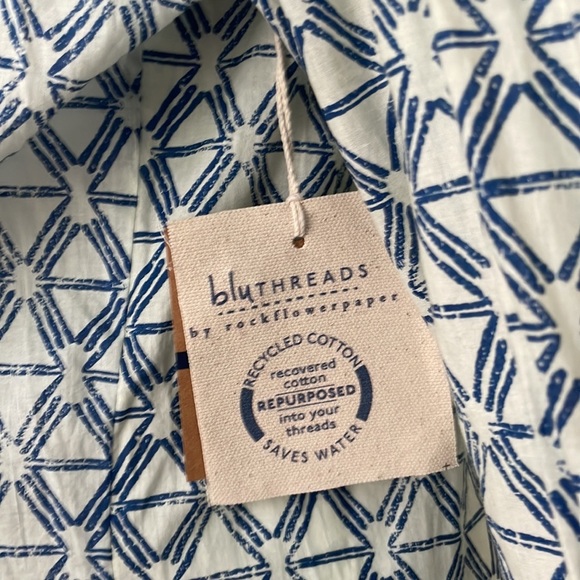 bluTHREADS
by rockflowerpaper
RECYCLED COTTON
recovered
cotton
REPURPOSED
into your
threads
SAVES WATER